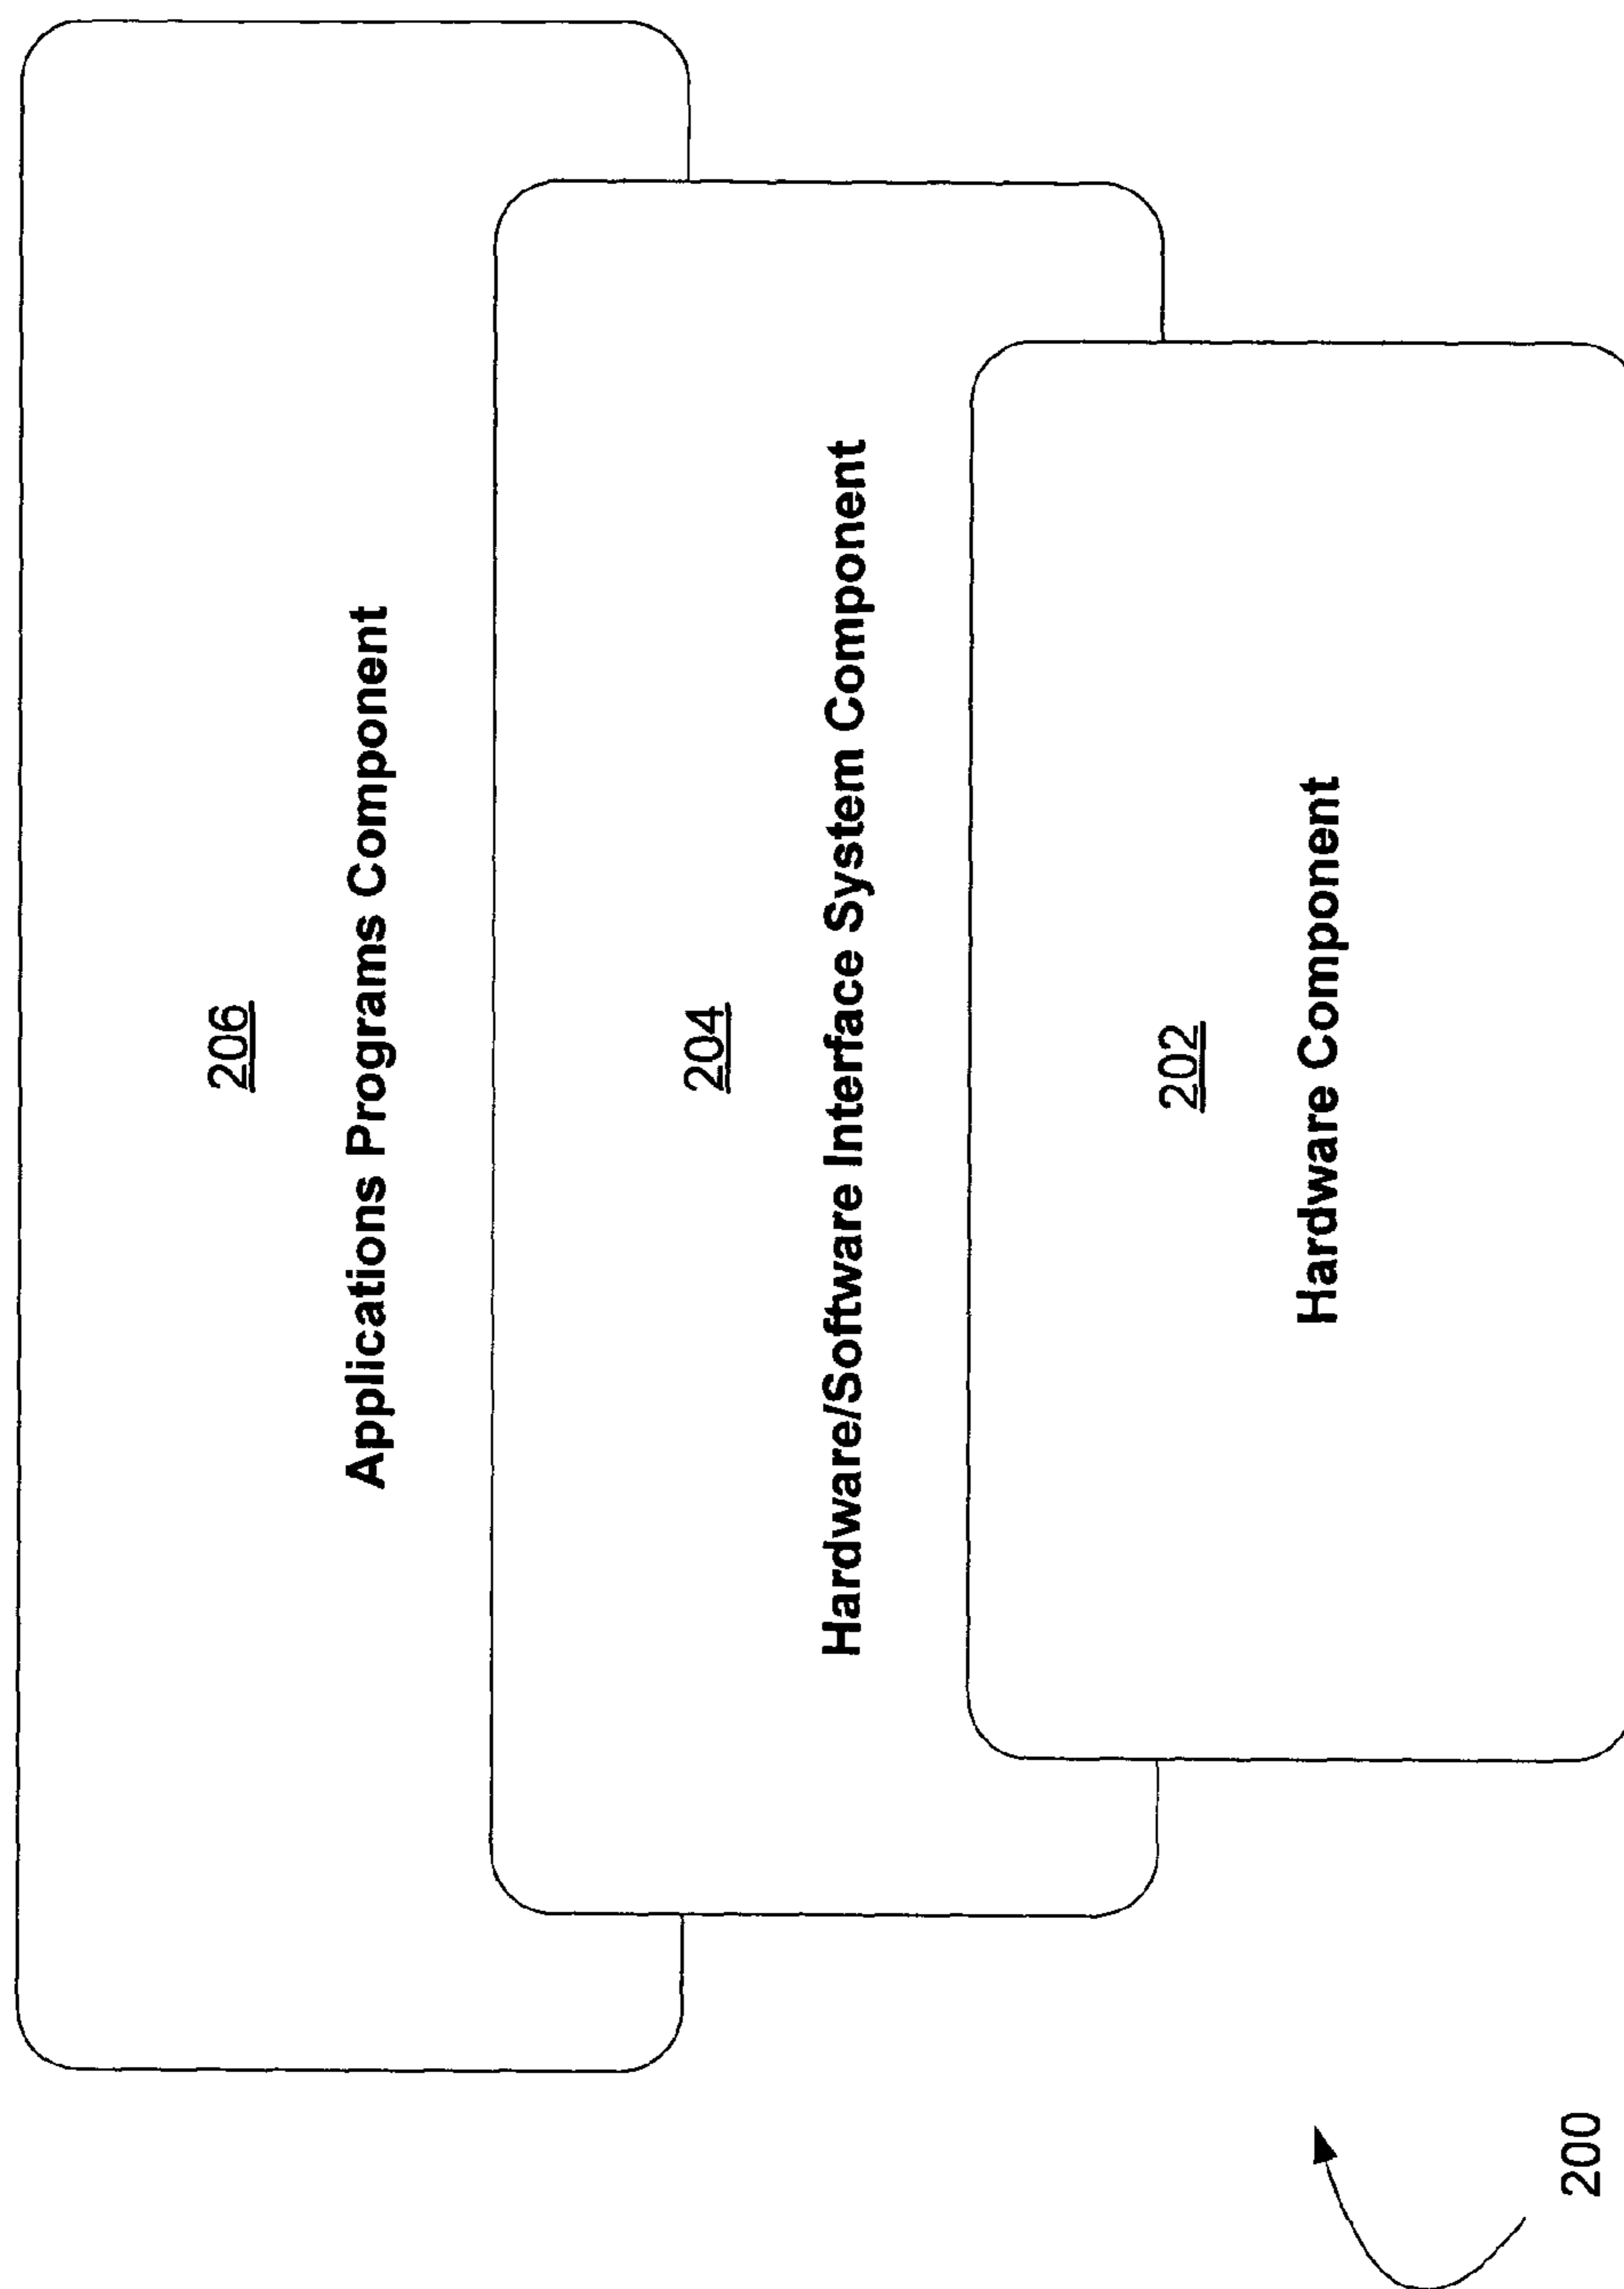 206
Applications Programs Component
204
Hardware/Software Interface System Component
202
Hardware Component
200